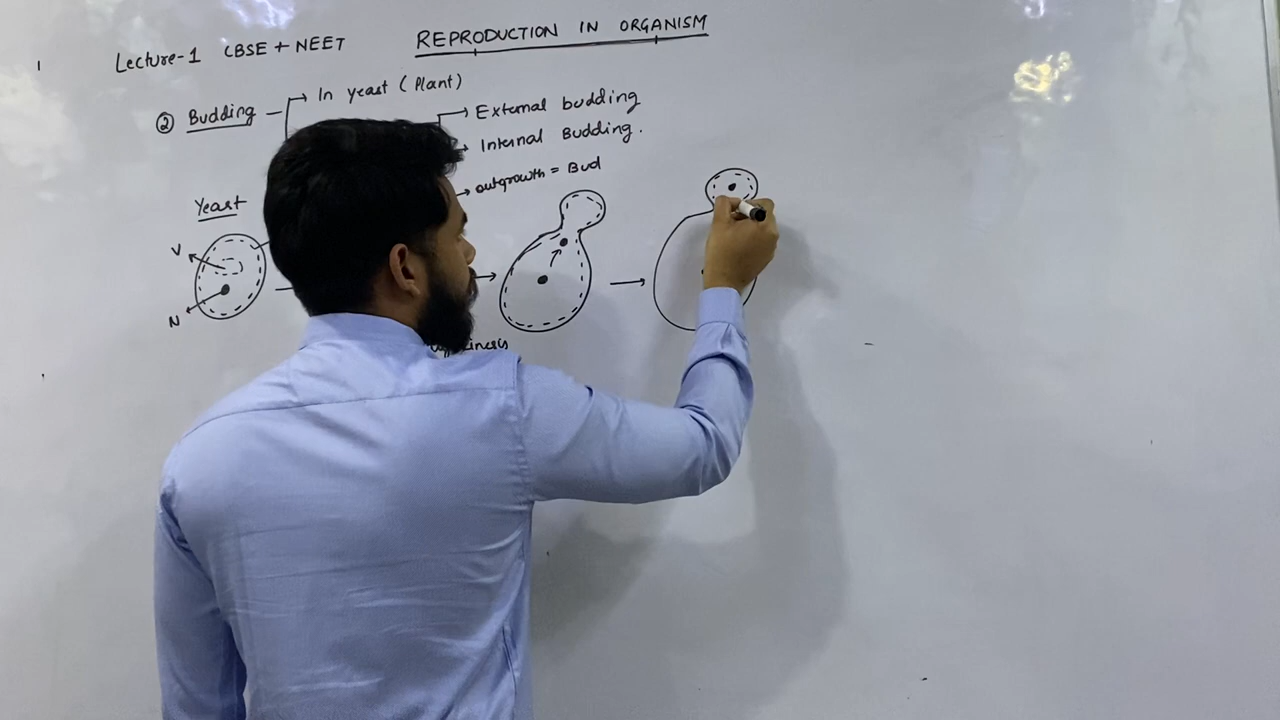 Lecture-1 CBSE + NEET
REPRODUCTION IN ORGANISM
② Budding
In yeast (Plant)
External budding
Internal Budding.
outgrowth = Bud
Yeast
V
N